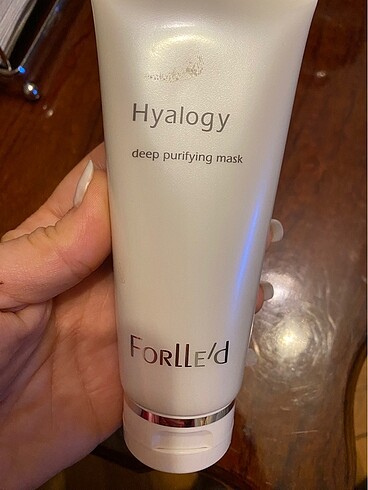 Hyalogy
deep purifying mask
FORLLE/d